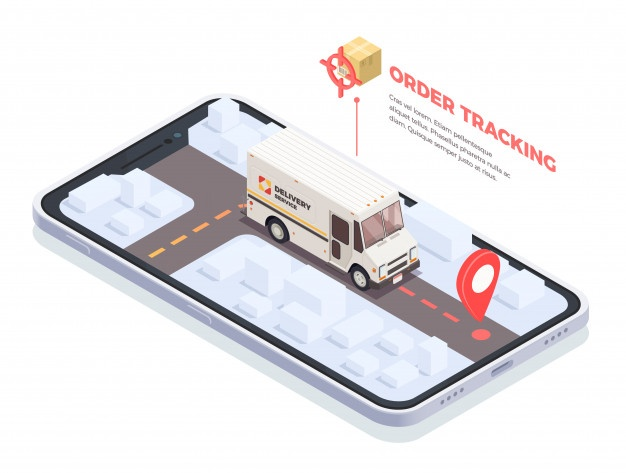 ORDER TRACKING
Cras vel lorem. Etiam pellentesque
aliquet tellus, phasellus pharetra nulla ac
diam. Quisque semper justo at risus.
DELIVERY
SERVICE